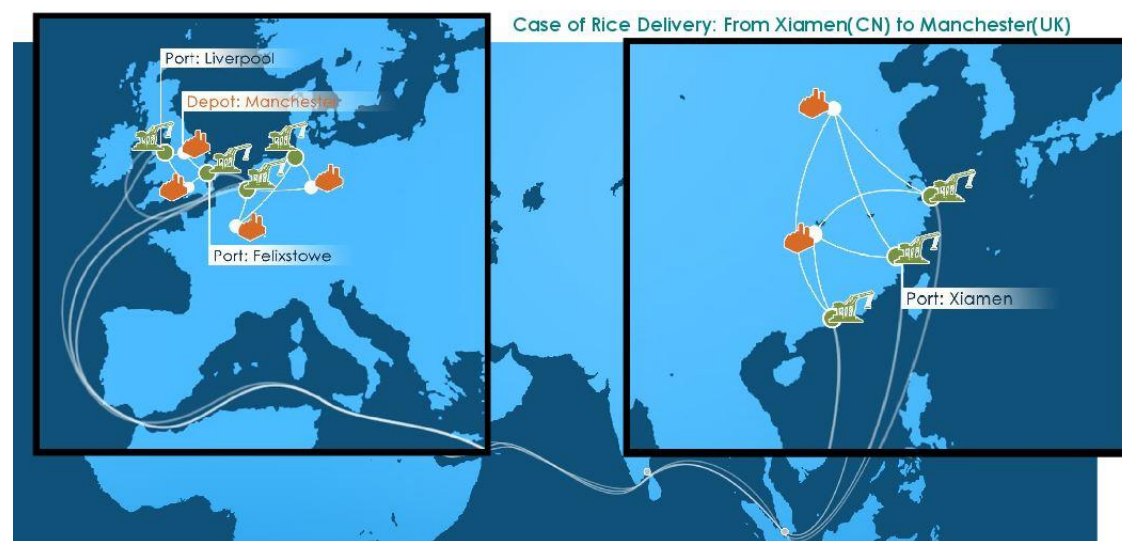 Case of Rice Delivery: From Xiamen(CN) to Manchester(UK)
Port: Liverpool
Depot: Manchester
Port: Felixstowe
Port: Xiamen